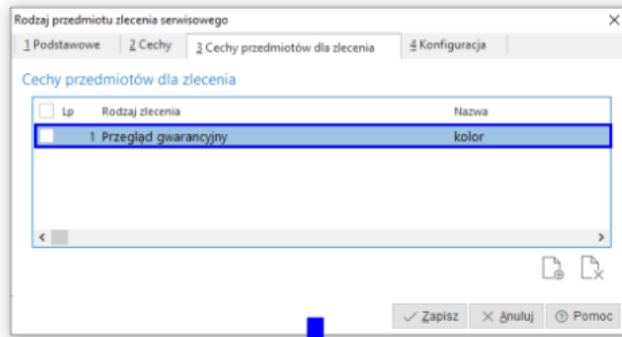 Rodzaj przedmiotu zlecenia serwisowego
1 Podstawowe 2 Cechy 3 Cechy przedmiotów dla zlecenia 4 Konfiguracja
Cechy przedmiotów dla zlecenia
Lp Rodzaj zlecenia Nazwa
1 Przegląd gwarancyjny kolor
Zapisz Anuluj Pomoc